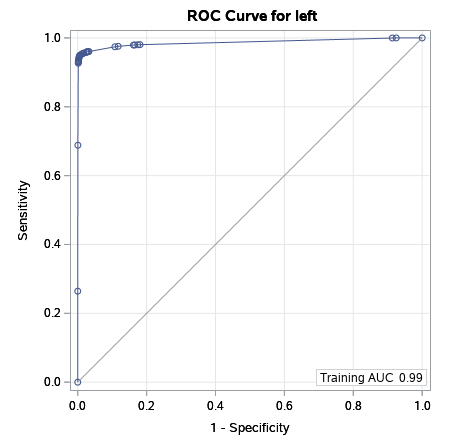 ROC Curve for left
1.0
0.8
0.6
0.4
0.2
0.0
Sensitivity
Training AUC 0.99
0.0 0.2 0.4 0.6 0.8 1.0
1 - Specificity